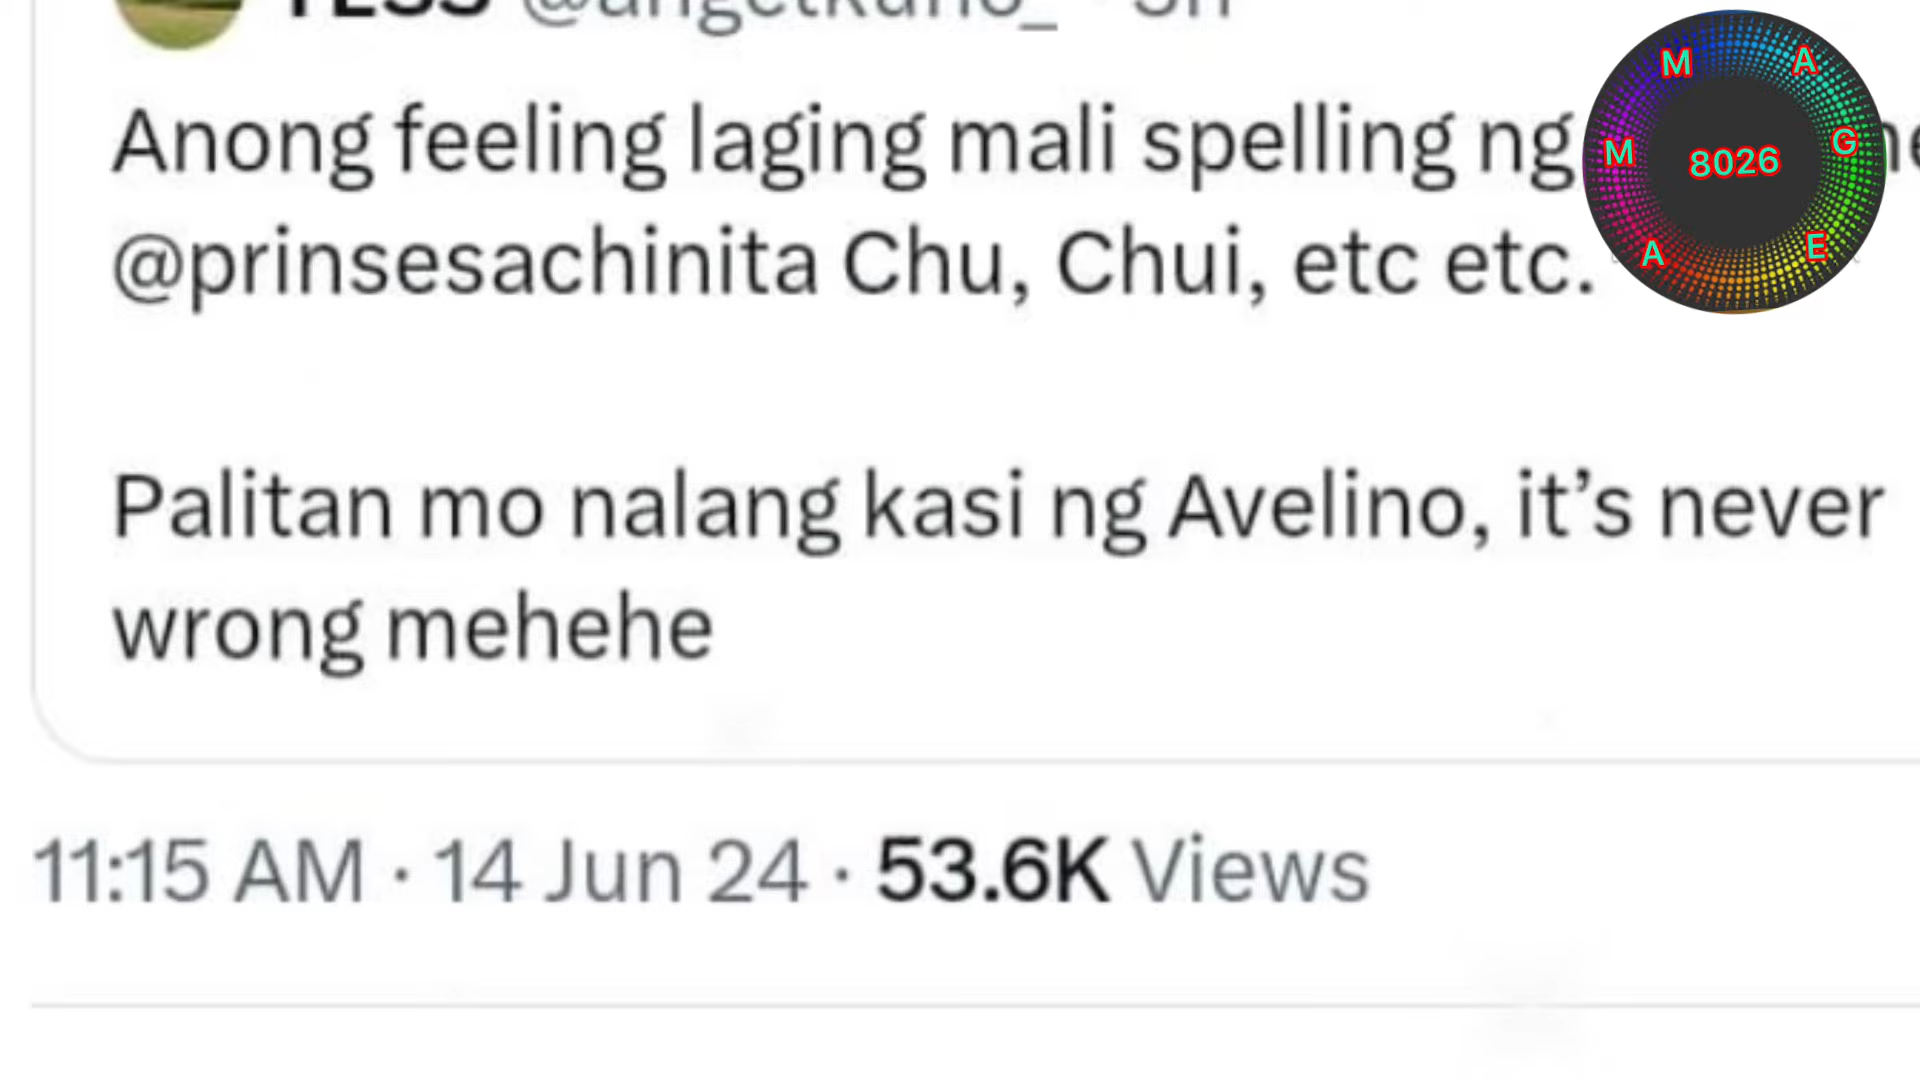 Anong feeling laging mali spelling ng
@prinsesachinita Chu, Chui, etc etc.
Palitan mo nalang kasi ng Avelino, it’s never
wrong mehehe
11:15 AM · 14 Jun 24 · 53.6K Views
M A
M 8026 G
A E